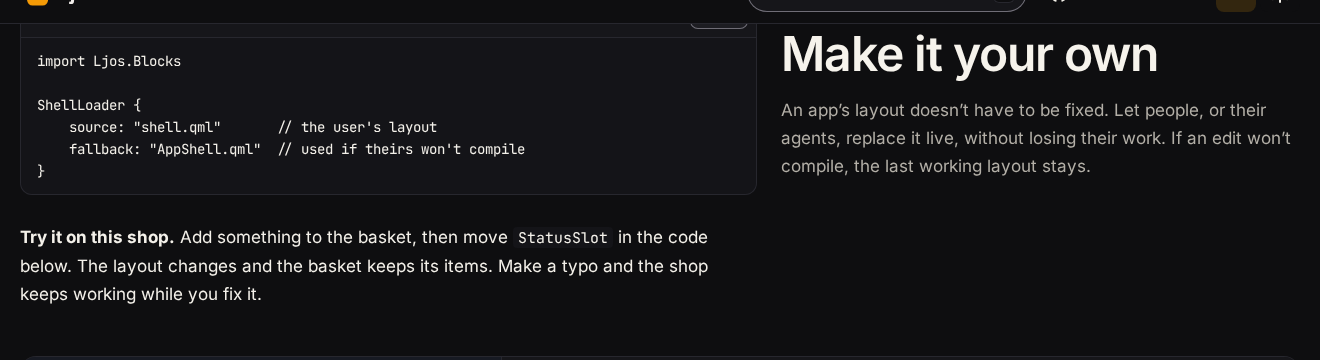 import Ljos.Blocks
ShellLoader {
    source: "shell.qml"       // the user's layout
    fallback: "AppShell.qml"  // used if theirs won't compile
}
Make it your own
An app’s layout doesn’t have to be fixed. Let people, or their
agents, replace it live, without losing their work. If an edit won’t
compile, the last working layout stays.
Try it on this shop. Add something to the basket, then move StatusSlot in the code
below. The layout changes and the basket keeps its items. Make a typo and the shop
keeps working while you fix it.